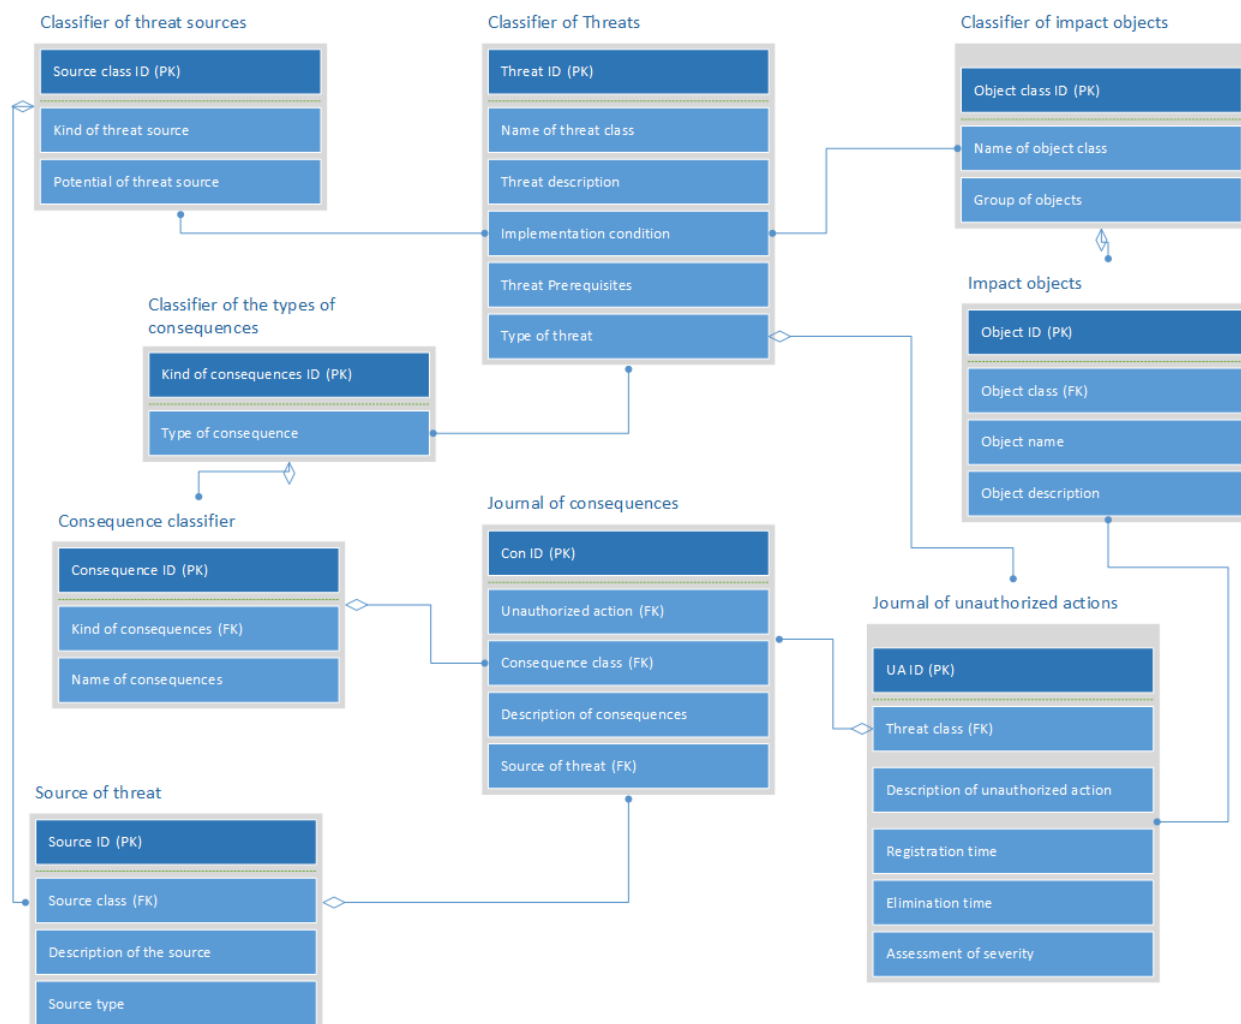 Classifier of threat sources
Source class ID (PK)
Kind of threat source
Potential of threat source
Classifier of Threats
Threat ID (PK)
Name of threat class
Threat description
Implementation condition
Threat Prerequisites
Type of threat
Classifier of impact objects
Object class ID (PK)
Name of object class
Group of objects
Impact objects
Object ID (PK)
Object class (FK)
Object name
Object description
Classifier of the types of
consequences
Kind of consequences ID (PK)
Type of consequence
Consequence classifier
Consequence ID (PK)
Kind of consequences (FK)
Name of consequences
Journal of consequences
Con ID (PK)
Unauthorized action (FK)
Consequence class (FK)
Description of consequences
Source of threat (FK)
Journal of unauthorized actions
UA ID (PK)
Threat class (FK)
Description of unauthorized action
Registration time
Elimination time
Assessment of severity
Source of threat
Source ID (PK)
Source class (FK)
Description of the source
Source type